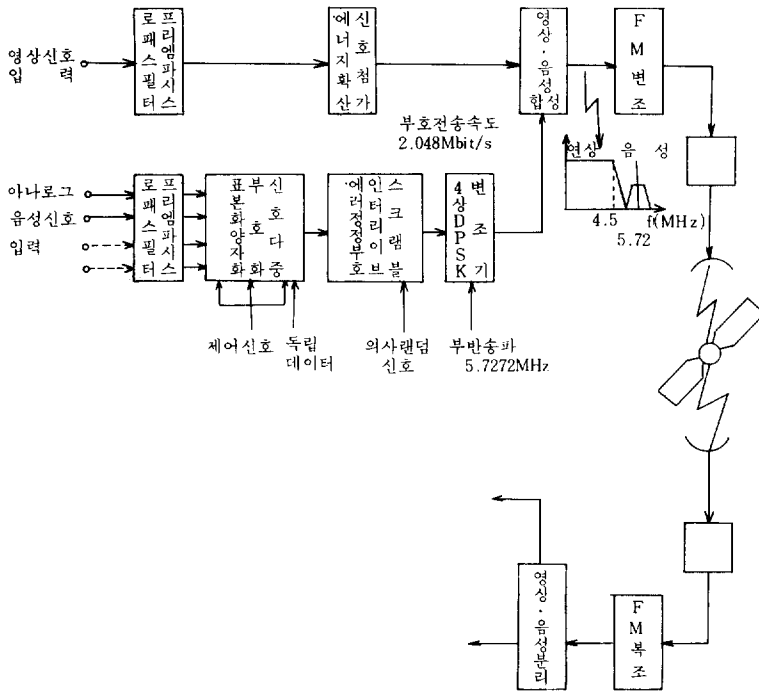 영상신호
입 력
로패스필터
프리엠파시스
에너지확산
신호첨가
영상·음성
합성
FM변조
부호전송속도
2.048Mbit/s
연상 음성
4.5 f(MHz)
5.72
아나로그
음성신호
입력
로패스필터
프리엠파시스
표본화양자화
부호화
신호다중
에러정정부호
인터리이브
스크램블
4상DPSK
변조기
제어신호
독립
데이터
의사랜덤
신호
부반송파
5.7272MHz
영상·음성분리
FM복조